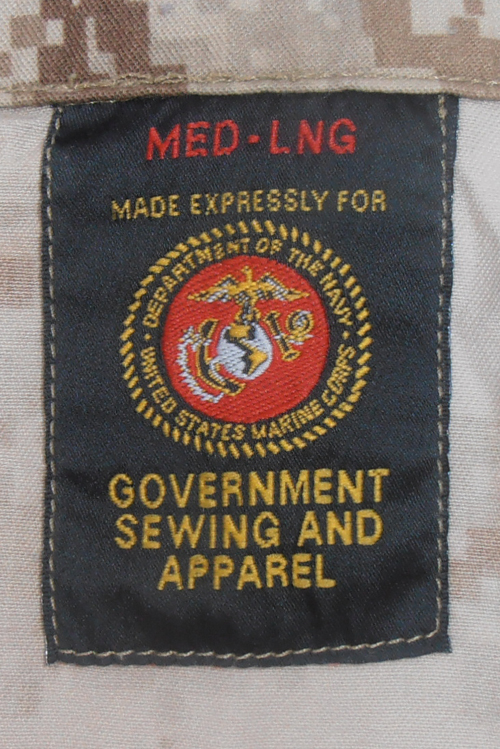 MED-LNG
MADE EXPRESSLY FOR
DEPARTMENT OF THE NAVY
UNITED STATES MARINE CORPS
GOVERNMENT
SEWING AND
APPAREL